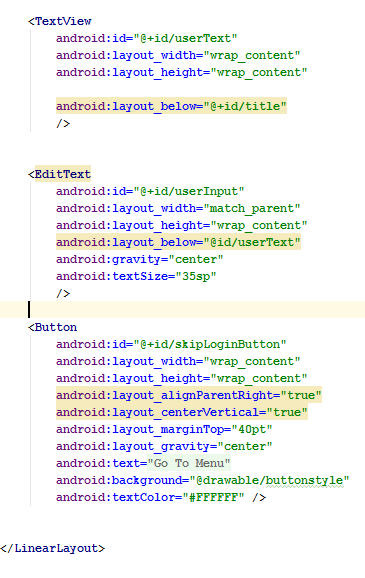 <TextView
android:id="@+id/userText"
android:layout_width="wrap_content"
android:layout_height="wrap_content"
android:layout_below="@+id/title"
/>
<EditText
android:id="@+id/userInput"
android:layout_width="match_parent"
android:layout_height="wrap_content"
android:layout_below="@id/userText"
android:gravity="center"
android:textSize="35sp"
/>
<Button
android:id="@+id/skipLoginButton"
android:layout_width="wrap_content"
android:layout_height="wrap_content"
android:layout_alignParentRight="true"
android:layout_centerVertical="true"
android:layout_marginTop="40pt"
android:layout_gravity="center"
android:text="Go To Menu"
android:background="@drawable/buttonstyle"
android:textColor="#FFFFFF" />
</LinearLayout>